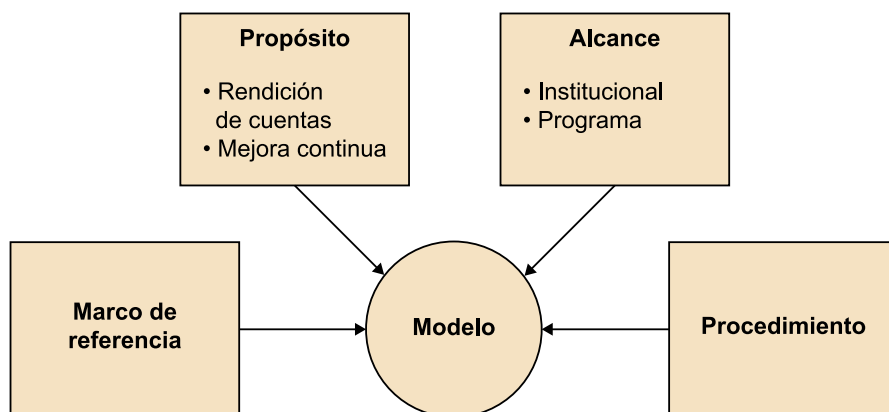 Propósito
• Rendición
de cuentas
• Mejora continua
Alcance
• Institucional
• Programa
Marco de
referencia
Modelo
Procedimiento